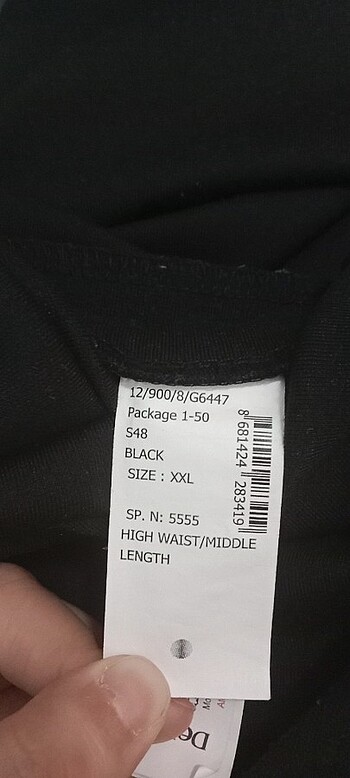 12/900/8/G6447
Package 1-50
S48
BLACK
SIZE : XXL
SP. N: 5555
HIGH WAIST/MIDDLE
LENGTH
8 681424 283419